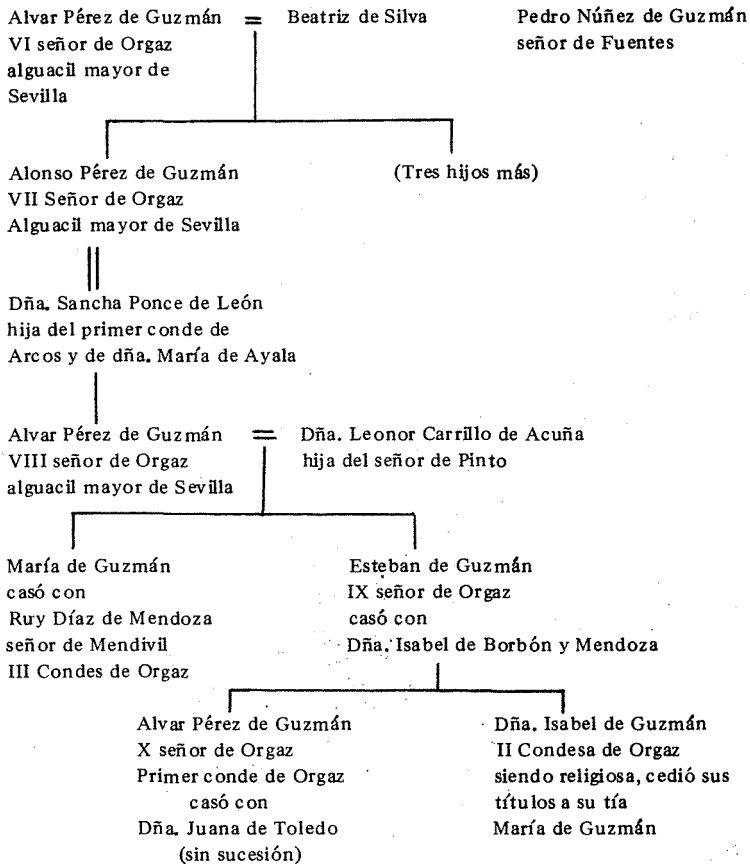 Alvar Pérez de Guzmán = Beatriz de Silva
VI señor de Orgaz
alguacil mayor de
Sevilla
Pedro Núñez de Guzmán
señor de Fuentes
Alonso Pérez de Guzmán
VII Señor de Orgaz
Alguacil mayor de Sevilla
(Tres hijos más)
Dña. Sancha Ponce de León
hija del primer conde de
Arcos y de dña. María de Ayala
Alvar Pérez de Guzmán = Dña. Leonor Carrillo de Acuña
VIII señor de Orgaz
alguacil mayor de Sevilla
hija del señor de Pinto
María de Guzmán
casó con
Ruy Díaz de Mendoza
señor de Mendivil
III Condes de Orgaz
Esteban de Guzmán
IX señor de Orgaz
casó con
Dña. Isabel de Borbón y Mendoza
Alvar Pérez de Guzmán
X señor de Orgaz
Primer conde de Orgaz
casó con
Dña. Juana de Toledo
(sin sucesión)
Dña. Isabel de Guzmán
II Condesa de Orgaz
siendo religiosa, cedió sus
títulos a su tía
María de Guzmán